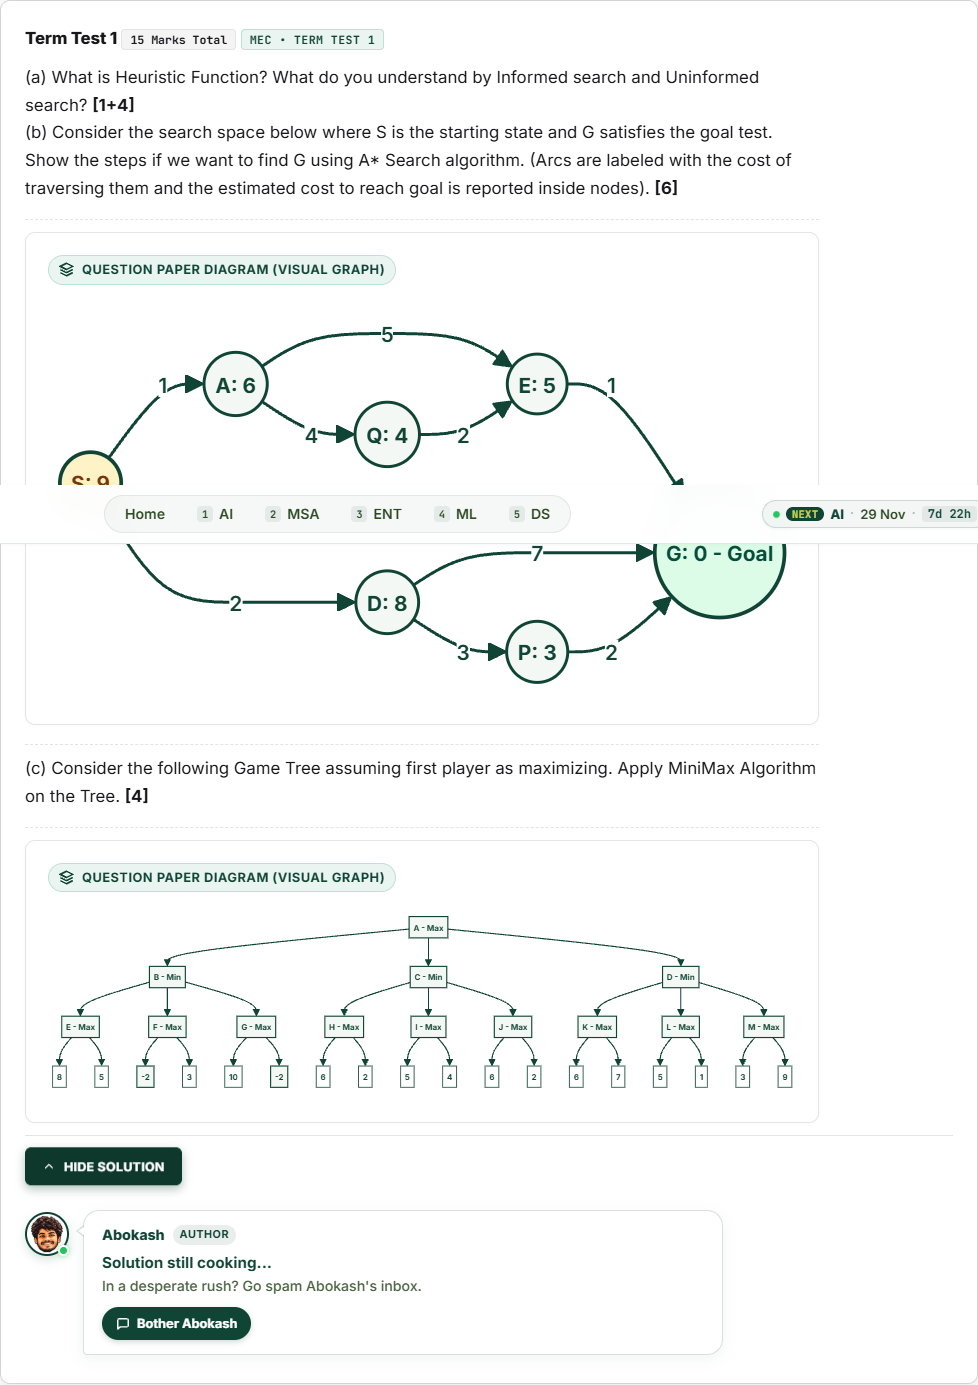 Term Test 1 15 Marks Total MEC • TERM TEST 1
(a) What is Heuristic Function? What do you understand by Informed search and Uninformed
search? [1+4]
(b) Consider the search space below where S is the starting state and G satisfies the goal test.
Show the steps if we want to find G using A* Search algorithm. (Arcs are labeled with the cost of
traversing them and the estimated cost to reach goal is reported inside nodes). [6]
QUESTION PAPER DIAGRAM (VISUAL GRAPH)
5
1 A: 6 E: 5 1
4 Q: 4 2
S: 9
Home 1 AI 2 MSA 3 ENT 4 ML 5 DS NEXT AI · 29 Nov · 7d 22h
7 G: 0 - Goal
2 D: 8
3 P: 3 2
(c) Consider the following Game Tree assuming first player as maximizing. Apply MiniMax Algorithm
on the Tree. [4]
QUESTION PAPER DIAGRAM (VISUAL GRAPH)
A - Max
B - Min C - Min D - Min
E - Max F - Max G - Max H - Max I - Max J - Max K - Max L - Max M - Max
8 5 -2 3 10 -2 6 2 5 4 6 2 6 7 5 1 3 9
HIDE SOLUTION
Abokash AUTHOR
Solution still cooking...
In a desperate rush? Go spam Abokash's inbox.
Bother Abokash